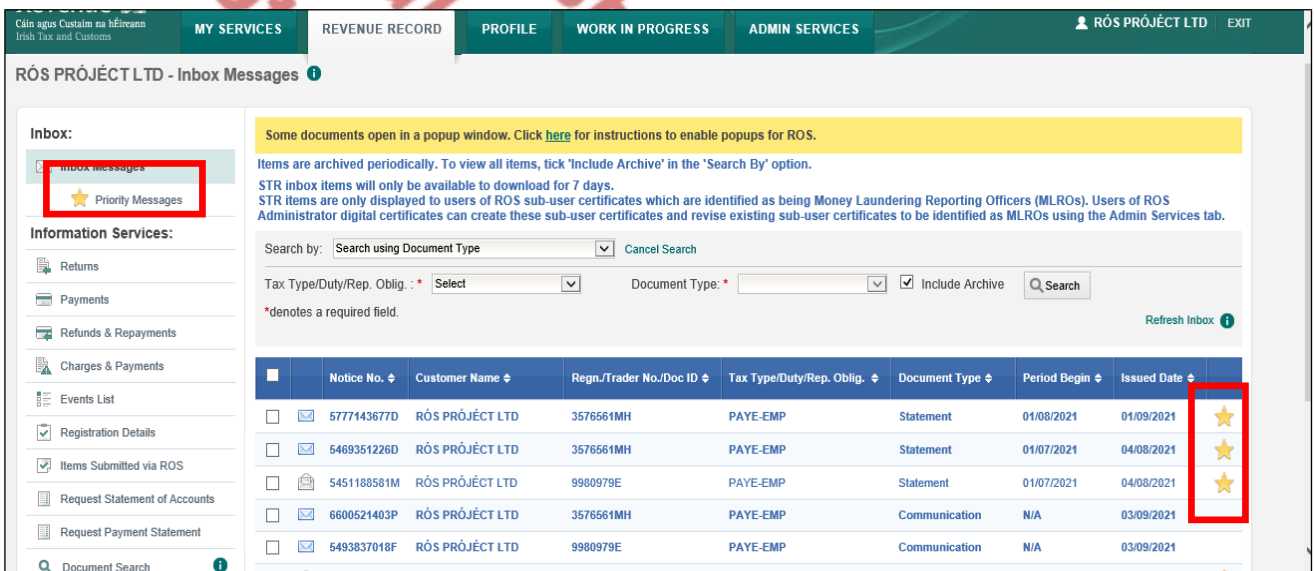 Cáin agus Custaim na hÉireann
Irish Tax and Customs
MY SERVICES REVENUE RECORD PROFILE WORK IN PROGRESS ADMIN SERVICES RÓS PRÓJÉCT LTD EXIT
RÓS PRÓJÉCT LTD - Inbox Messages
Inbox:
Inbox Messages
Priority Messages
Information Services:
Returns
Payments
Refunds & Repayments
Charges & Payments
Events List
Registration Details
Items Submitted via ROS
Request Statement of Accounts
Request Payment Statement
Document Search
Some documents open in a popup window. Click here for instructions to enable popups for ROS.
Items are archived periodically. To view all items, tick 'Include Archive' in the 'Search By' option.
STR inbox items will only be available to download for 7 days.
STR items are only displayed to users of ROS sub-user certificates which are identified as being Money Laundering Reporting Officers (MLROs). Users of ROS
Administrator digital certificates can create these sub-user certificates and revise existing sub-user certificates to be identified as MLROs using the Admin Services tab.
Search by: Search using Document Type Cancel Search
Tax Type/Duty/Rep. Oblig. : * Select Document Type: * Include Archive Search
*denotes a required field.
Refresh Inbox
Notice No. Customer Name Regn./Trader No./Doc ID Tax Type/Duty/Rep. Oblig. Document Type Period Begin Issued Date
5777143677D RÓS PRÓJÉCT LTD 3576561MH PAYE-EMP Statement 01/08/2021 01/09/2021
5469351226D RÓS PRÓJÉCT LTD 3576561MH PAYE-EMP Statement 01/07/2021 04/08/2021
5451188581M RÓS PRÓJÉCT LTD 9980979E PAYE-EMP Statement 01/07/2021 04/08/2021
6600521403P RÓS PRÓJÉCT LTD 3576561MH PAYE-EMP Communication N/A 03/09/2021
5493837018F RÓS PRÓJÉCT LTD 9980979E PAYE-EMP Communication N/A 03/09/2021